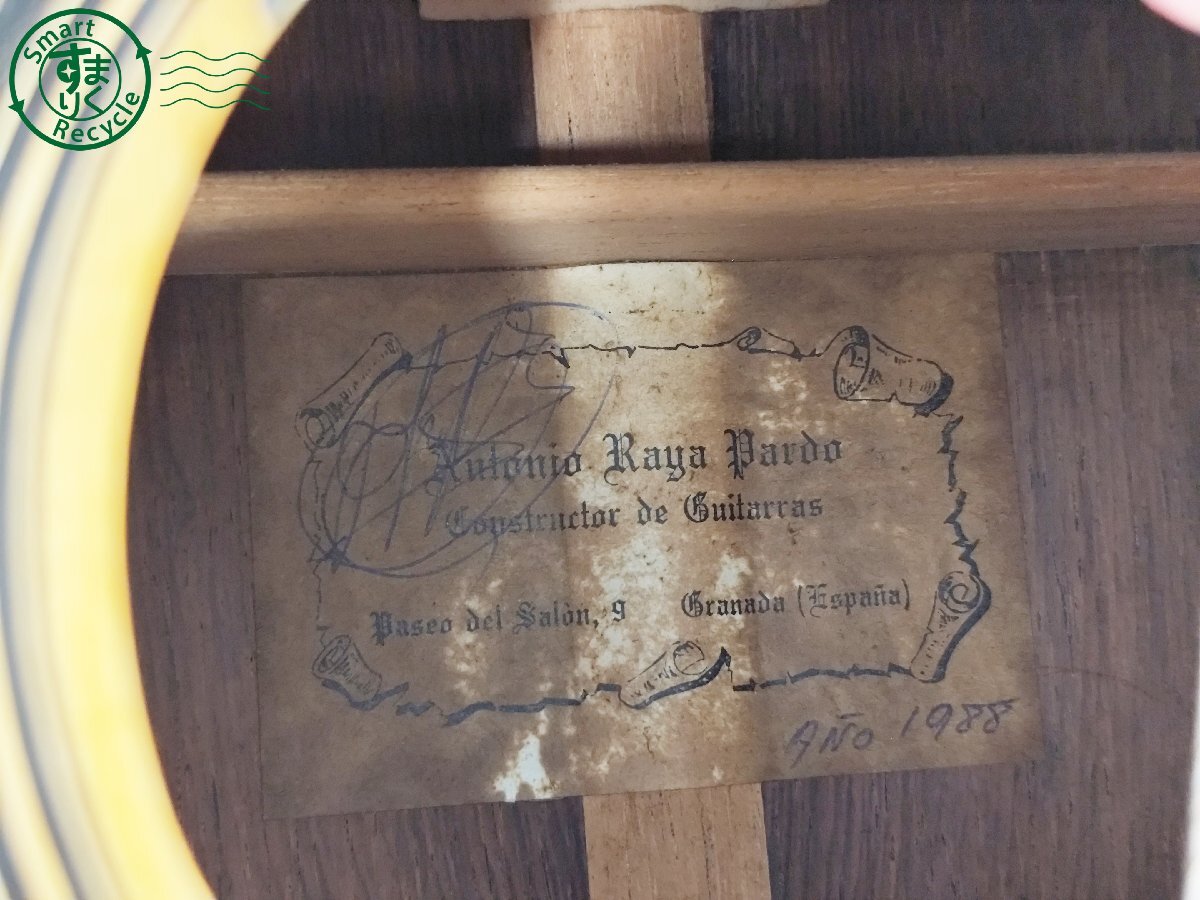 Smart
すまりく
Recycle
Antonio Raya Pardo
Constructor de Guitarras
Paseo del Salòn, 9 Granada (España)
AÑO 1988